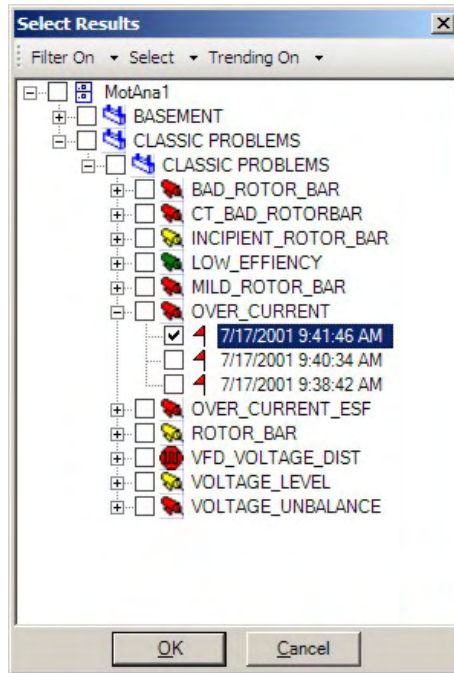 Select Results
Filter On Select Trending On
MotAna1
BASEMENT
CLASSIC PROBLEMS
CLASSIC PROBLEMS
BAD_ROTOR_BAR
CT_BAD_ROTORBAR
INCIPIENT_ROTOR_BAR
LOW_EFFIENCY
MILD_ROTOR_BAR
OVER_CURRENT
7/17/2001 9:41:46 AM
7/17/2001 9:40:34 AM
7/17/2001 9:38:42 AM
OVER_CURRENT_ESF
ROTOR_BAR
VFD_VOLTAGE_DIST
VOLTAGE_LEVEL
VOLTAGE_UNBALANCE
OK Cancel